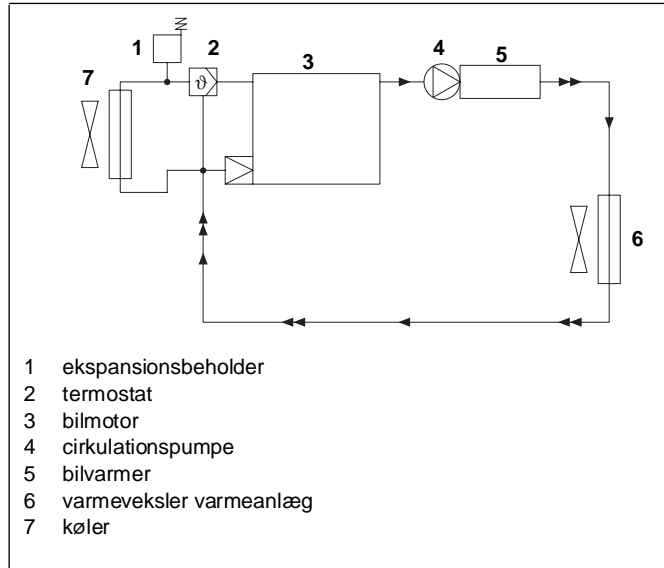 1
2
3
4
5
7
ϑ
6
1 ekspansionsbeholder
2 termostat
3 bilmotor
4 cirkulationspumpe
5 bilvarmer
6 varmeveksler varmeanlæg
7 køler